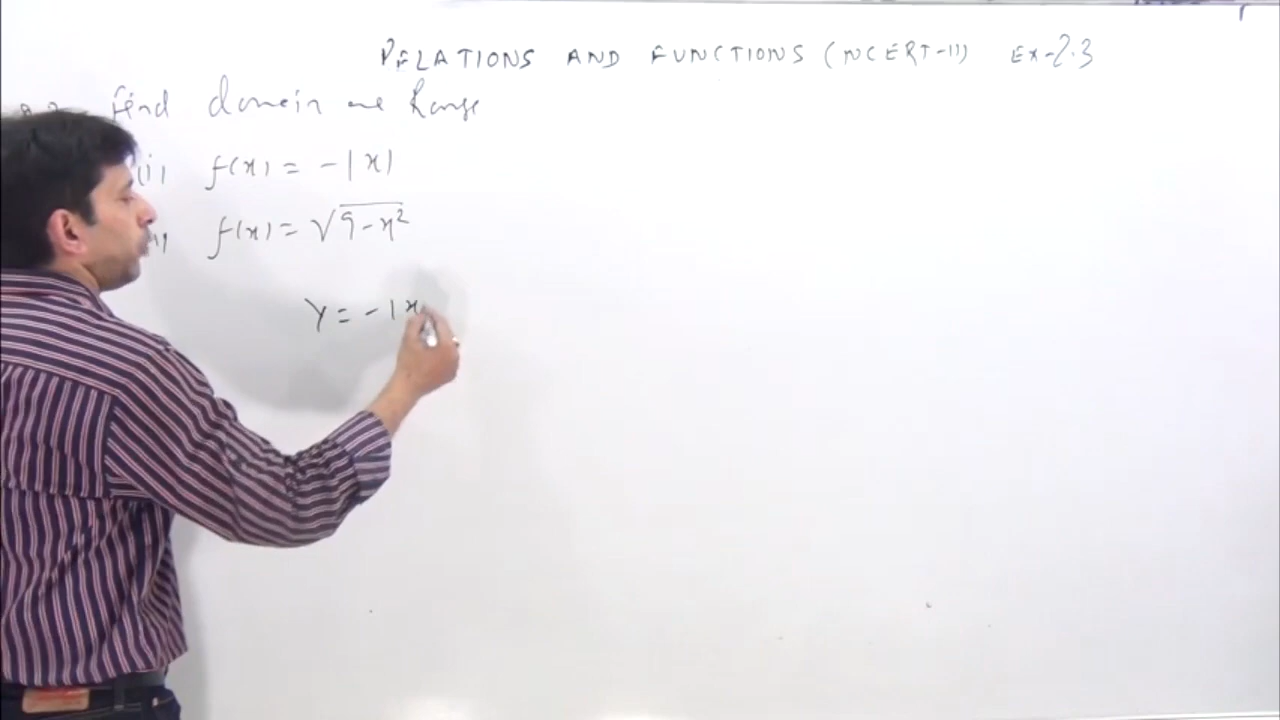 RELATIONS AND FUNCTIONS (NCERT-11) EX-2.3
Find domain and Range
(i) f(x) = -|x|
f(x) = √9-x²
y = -|x